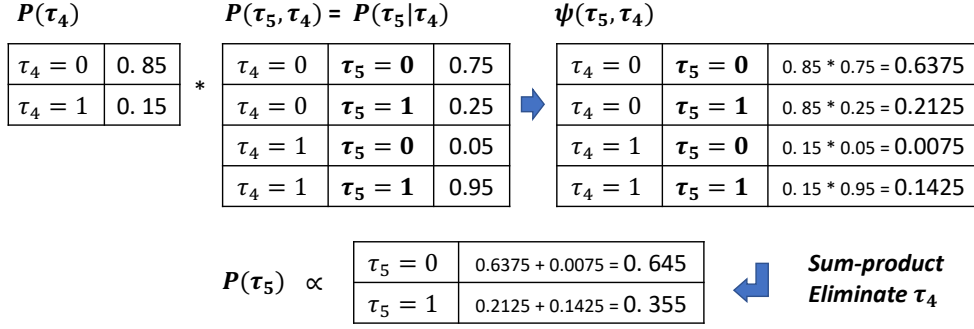 P(τ₄) P(τ₅, τ₄) = P(τ₅|τ₄) ψ(τ₅, τ₄)
τ₄ = 0 0. 85 τ₄ = 0 τ₅ = 0 0.75 τ₄ = 0 τ₅ = 0 0. 85 * 0.75 = 0.6375
τ₄ = 1 0. 15 * τ₄ = 0 τ₅ = 1 0.25 τ₄ = 0 τ₅ = 1 0.85 * 0.25 = 0.2125
τ₄ = 1 τ₅ = 0 0.05 τ₄ = 1 τ₅ = 0 0. 15 * 0.05 = 0.0075
τ₄ = 1 τ₅ = 1 0.95 τ₄ = 1 τ₅ = 1 0. 15 * 0.95 = 0.1425
P(τ₅) ∝ τ₅ = 0 0.6375 + 0.0075 = 0. 645 Sum-product
τ₅ = 1 0.2125 + 0.1425 = 0. 355 Eliminate τ₄